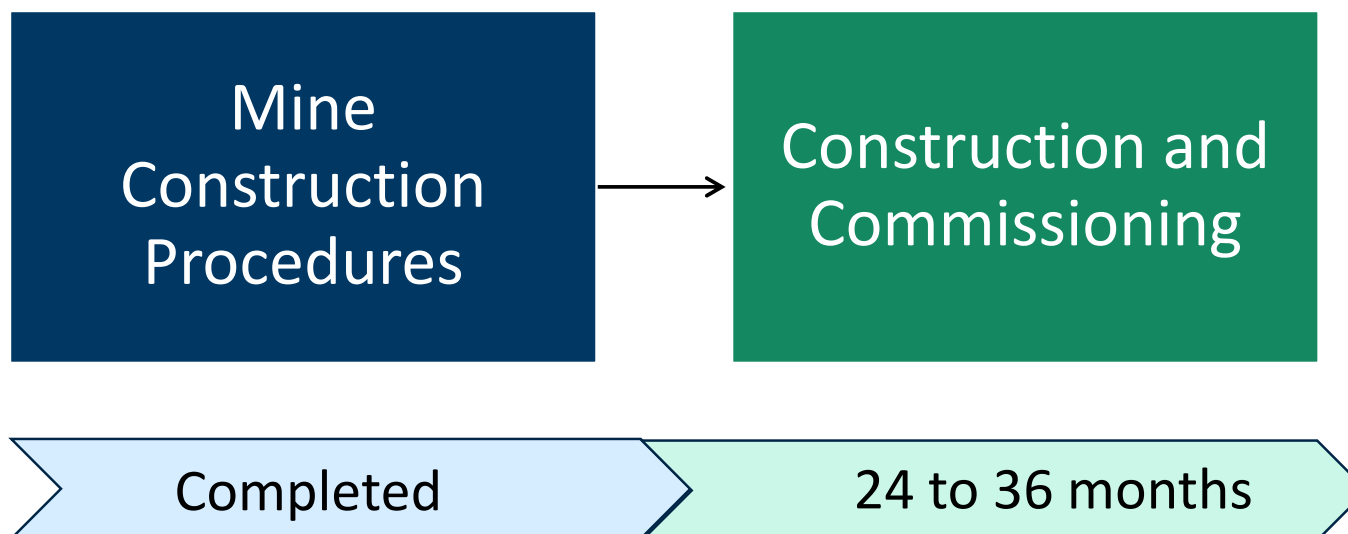 Mine
Construction
Procedures
Construction and
Commissioning
Completed
24 to 36 months